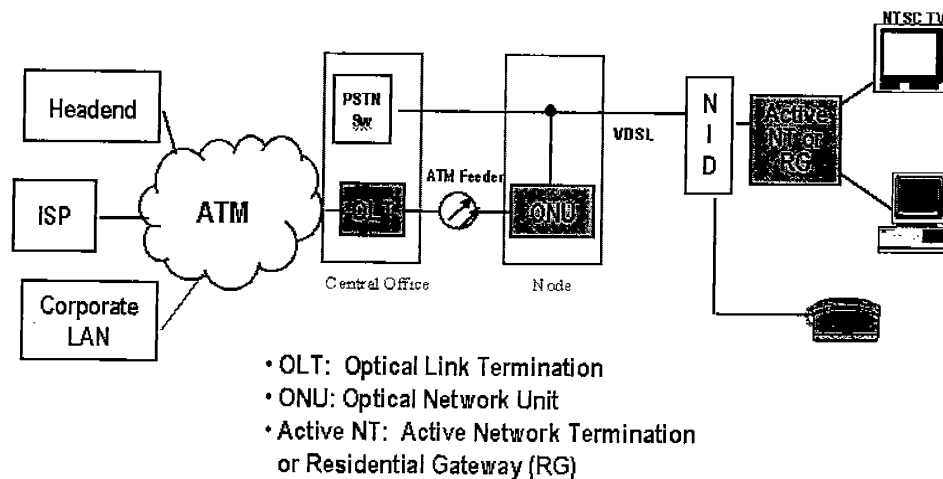 NTSC TV
Headend
PSTN
Sw
N
I
D
Active
NT or
RG
VDSL
ATM Feeder
ISP
ATM
OLT
ONU
Central Office
Node
Corporate
LAN
• OLT: Optical Link Termination
• ONU: Optical Network Unit
• Active NT: Active Network Termination
or Residential Gateway (RG)